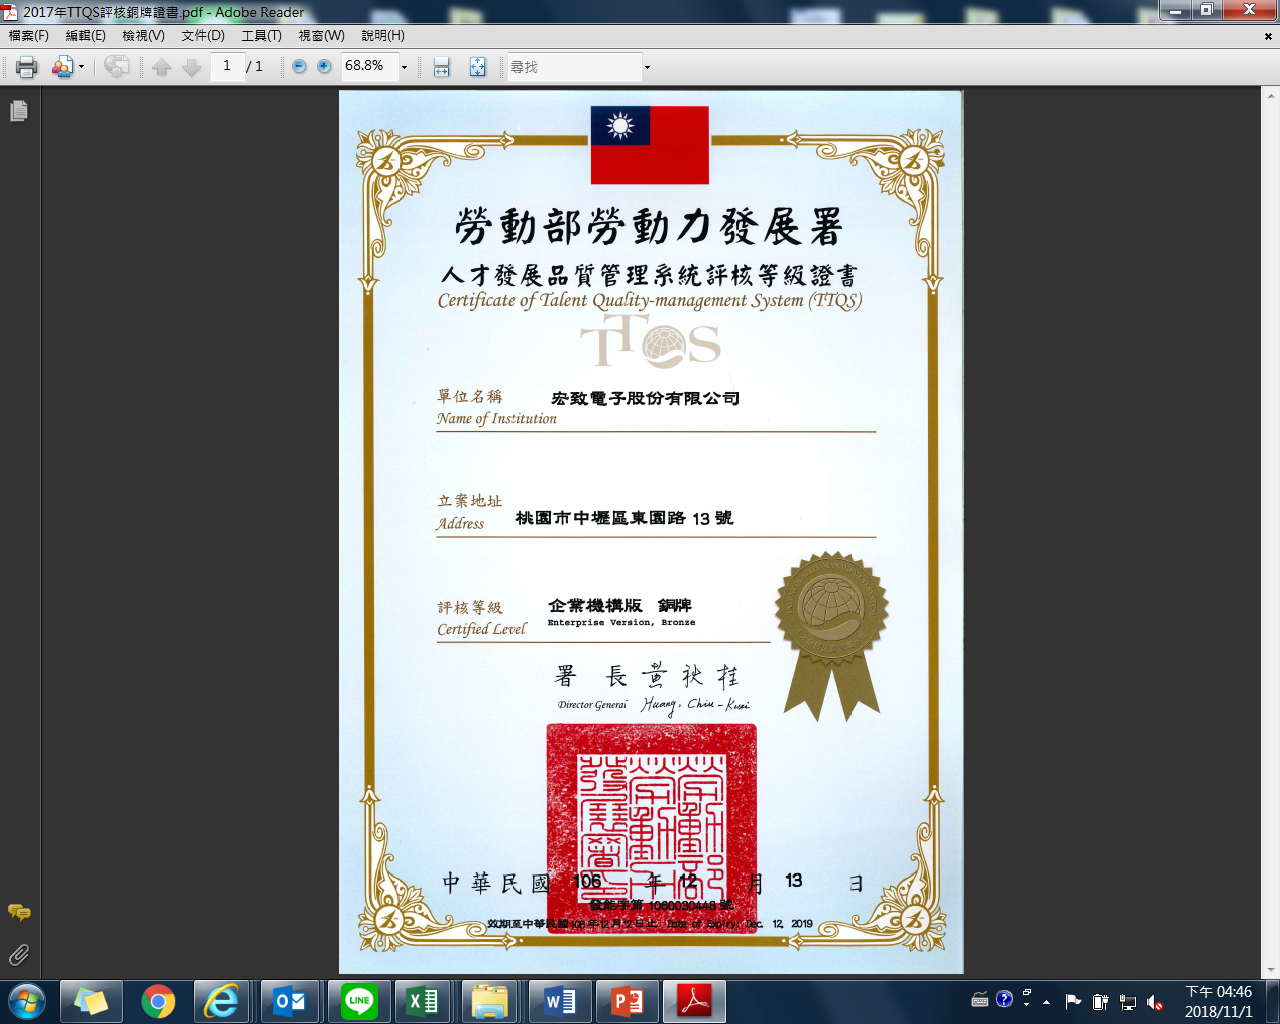 2017年TTQS評核銅牌證書.pdf - Adobe Reader
檔案(F) 編輯(E) 檢視(V) 文件(D) 工具(T) 視窗(W) 說明(H)
1 / 1 68.8% 尋找
勞動部勞動力發展署
人才發展品質管理系統評核等級證書
Certificate of Talent Quality-management System (TTQS)
TTQS
單位名稱 宏致電子股份有限公司
Name of Institution
立案地址
Address 桃園市中壢區東園路 13 號
評核等級 企業機構版 銅牌
Certified Level Enterprise Version, Bronze
署 長 黃秋桂
Director General Huang, Chiu-Kuei
中華民國 106 年 12 月 13 日
發能字第 1060030448 號
效期至中華民國 108 年 12 月 12 日止 Date of Expiry: Dec. 12, 2019
LINE
下午 04:46
2018/11/1